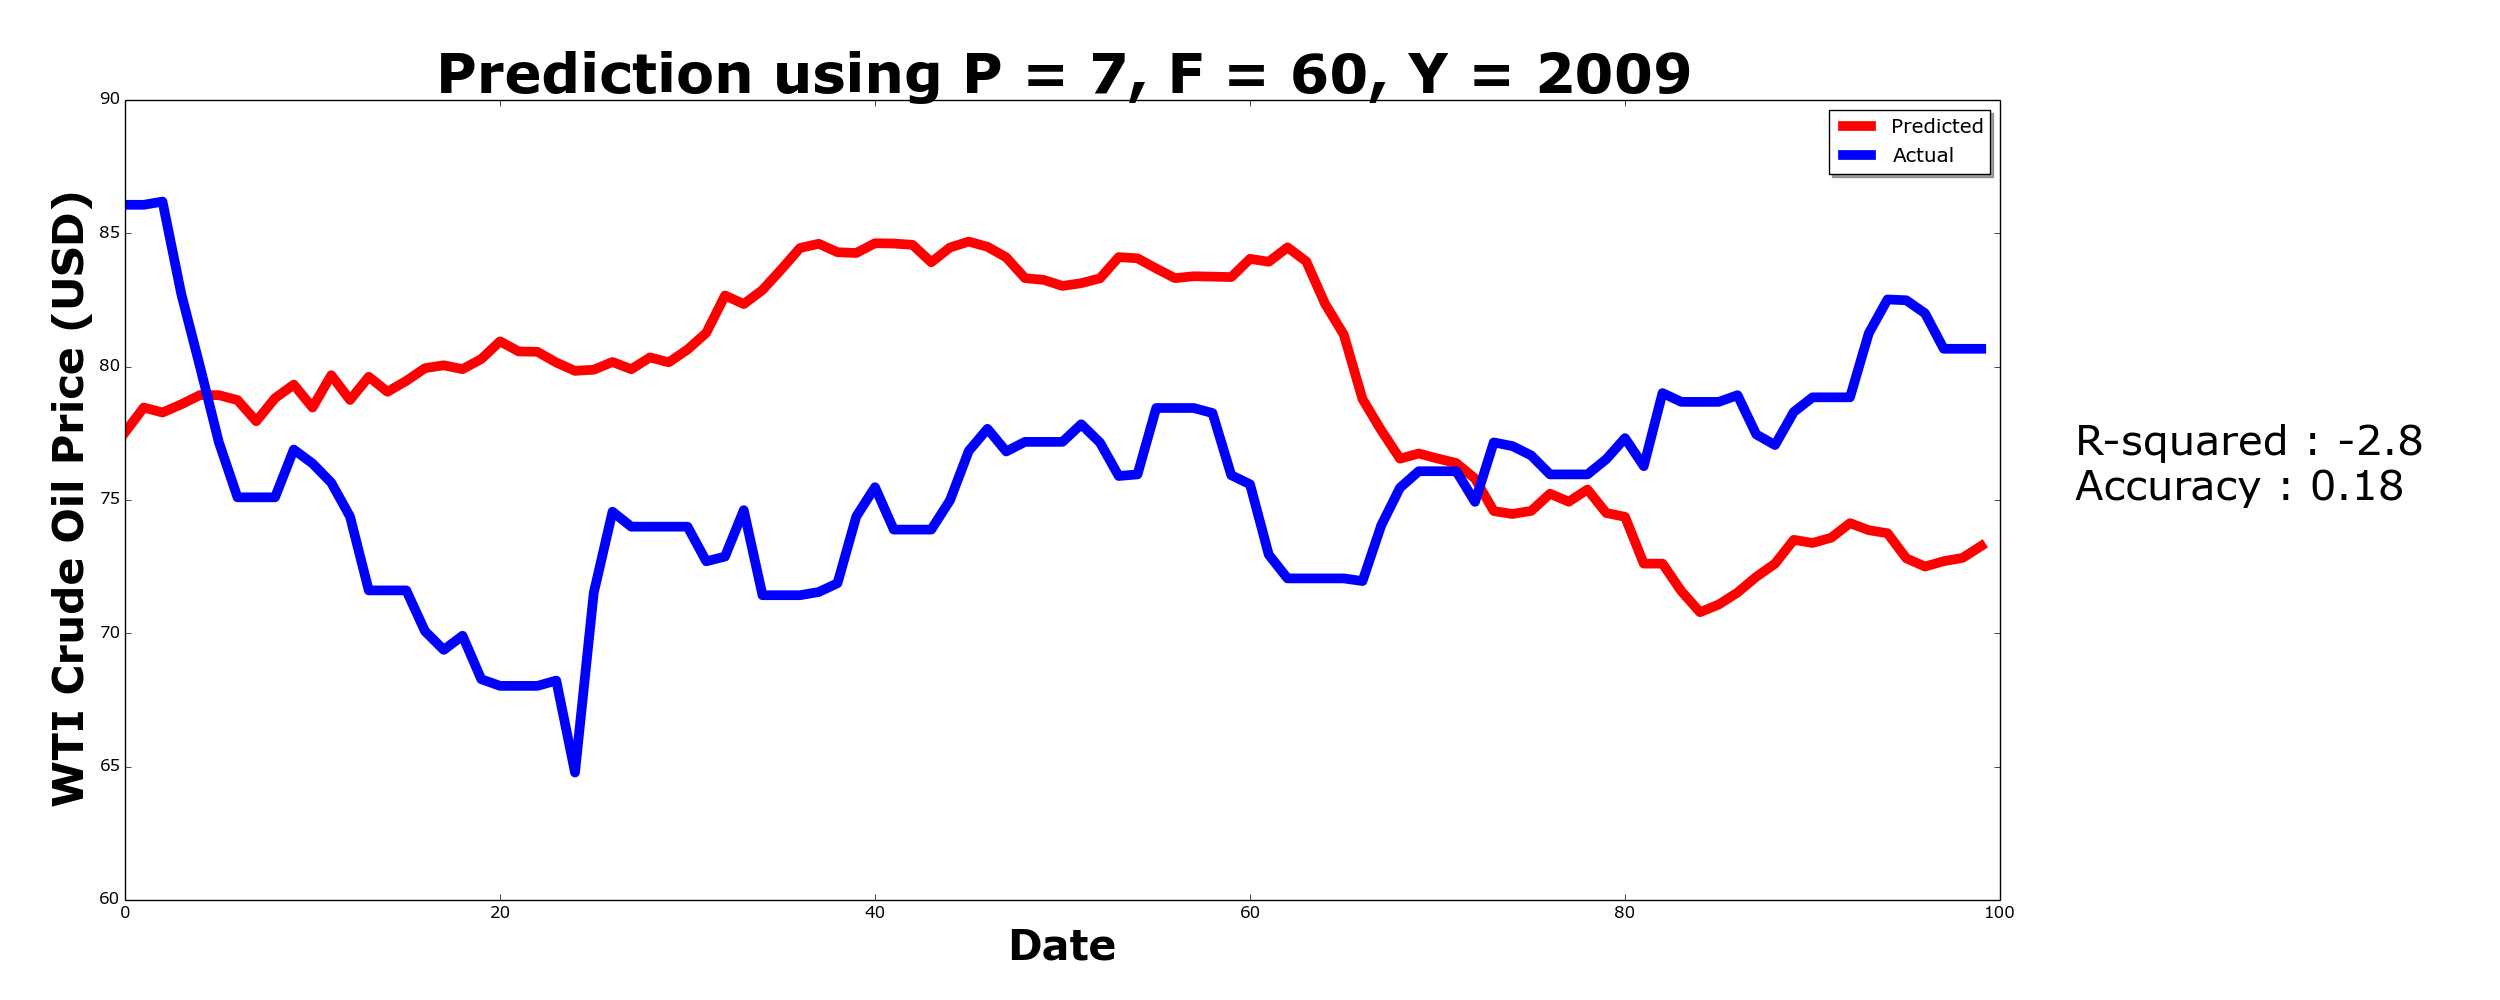 Prediction using P = 7, F = 60, Y = 2009
Predicted
Actual
WTI Crude Oil Price (USD)
90
85
80
75
70
65
60
0 20 40 60 80 100
Date
R-squared : -2.8
Accuracy : 0.18